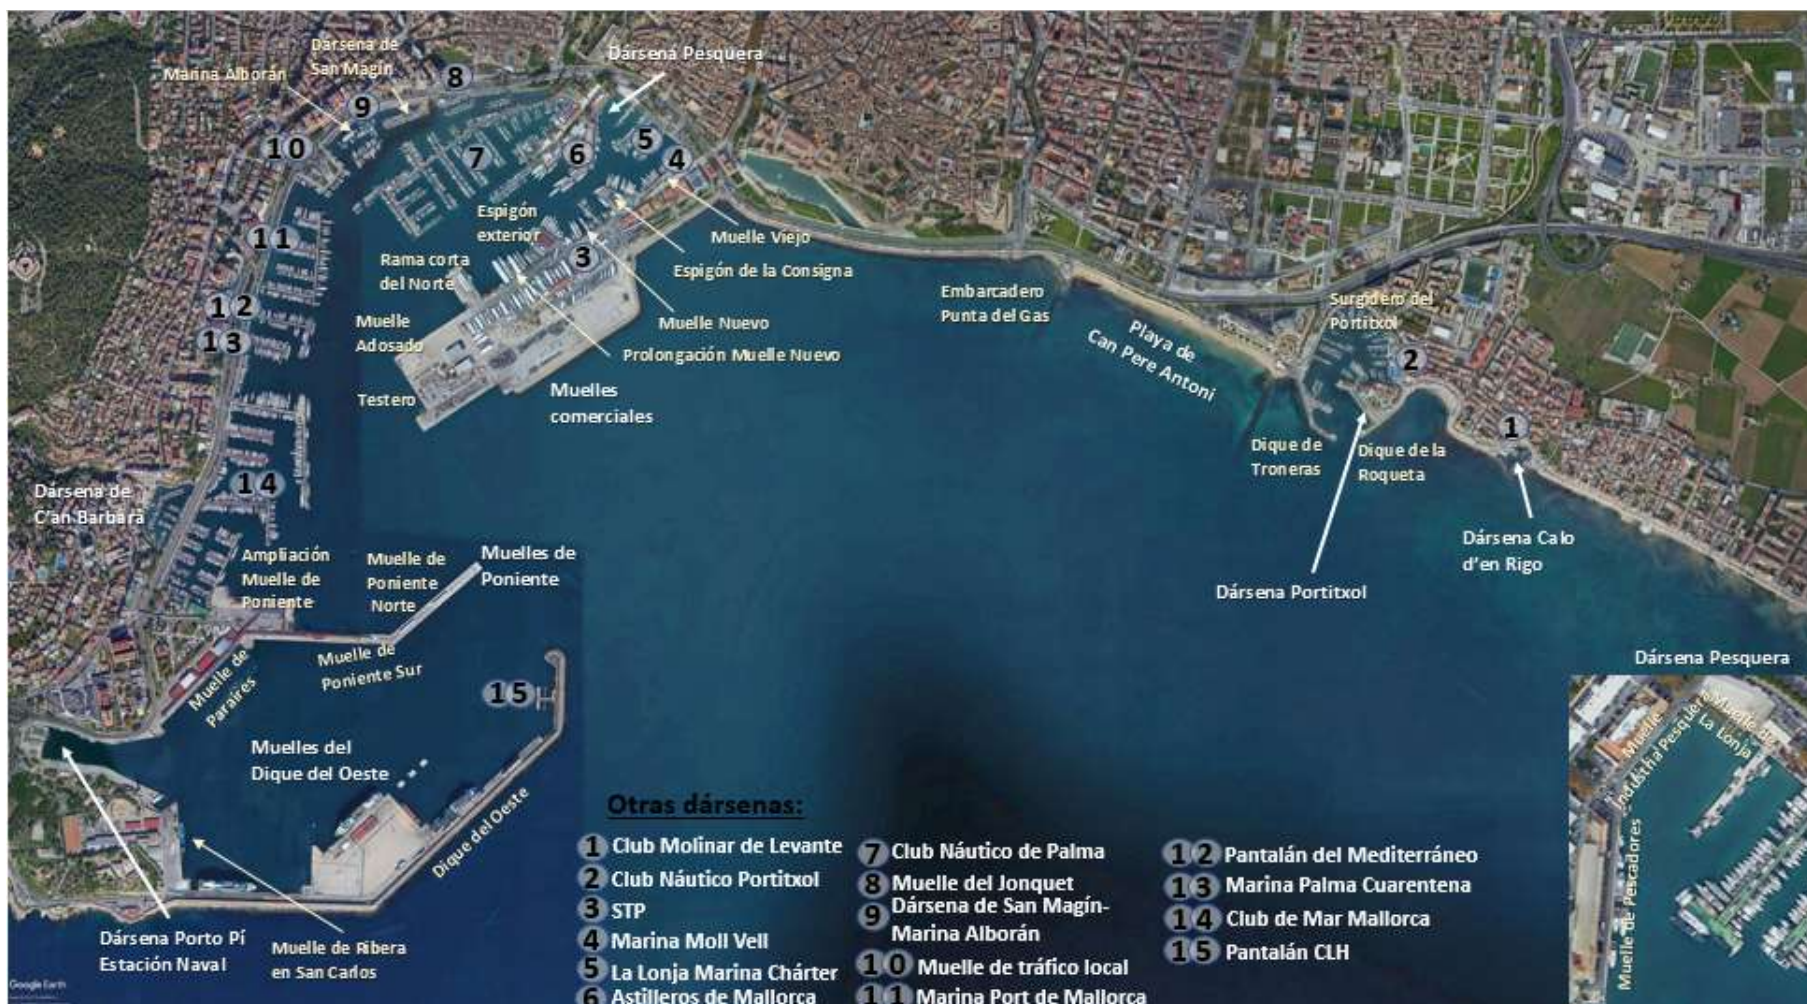 Dársena de
San Magín
Marina Alborán
8
9
10
Dársena Pesquera
7
6
5
4
Espigón
exterior
Muelle Viejo
11
3
Espigón de la Consigna
Rama corta
del Norte
12
13
Muelle
Adosado
Muelle Nuevo
Prolongación Muelle Nuevo
Testero
Muelles
comerciales
Embarcadero
Punta del Gas
Playa de
Can Pere Antoni
Surgidero del
Portitxol
2
1
Dique de
Troneras
Dique de la
Roqueta
Dársena Calo
d'en Rigo
Dársena Portitxol
Dársena de
C'an Barbará
14
Ampliación
Muelle de
Poniente
Muelle de
Poniente
Norte
Muelles de
Poniente
Muelle de
Poniente Sur
Muelle de
Paraires
15
Muelles del
Dique del Oeste
Dique del Oeste
Dársena Porto Pí
Estación Naval
Muelle de Ribera
en San Carlos
Google Earth
Otras dársenas:
1 Club Molinar de Levante
2 Club Náutico Portitxol
3 STP
4 Marina Moll Vell
5 La Lonja Marina Chárter
6 Astilleros de Mallorca
7 Club Náutico de Palma
8 Muelle del Jonquet
9 Dársena de San Magín-
Marina Alborán
10 Muelle de tráfico local
11 Marina Port de Mallorca
12 Pantalán del Mediterráneo
13 Marina Palma Cuarentena
14 Club de Mar Mallorca
15 Pantalán CLH
Dársena Pesquera
Muelle
Industria Pesquera
Muelle de
La Lonja
Muelle de Pescadores